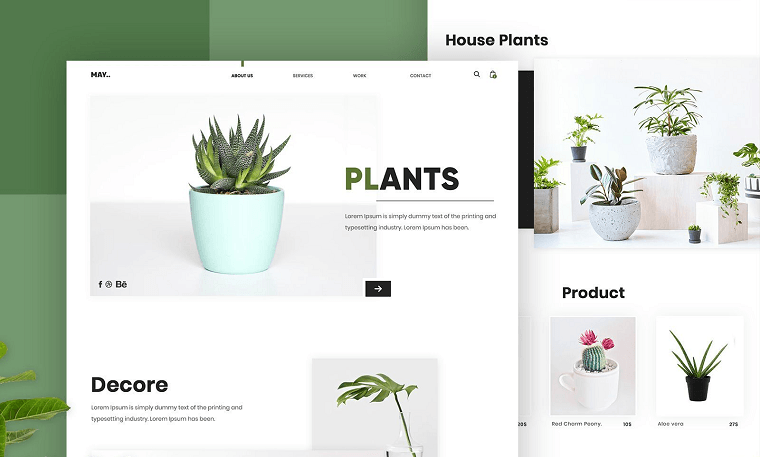 House Plants
MAY..
ABOUT US
SERVICES
WORK
CONTACT
PLANTS
Lorem Ipsum is simply dummy text of the printing and
typesetting industry. Lorem Ipsum has been.
f
Bē
Decore
Lorem Ipsum is simply dummy text of the printing and
typesetting industry. Lorem Ipsum has been.
Product
20$
Red Charm Peony.
10$
Aloe vera
27$